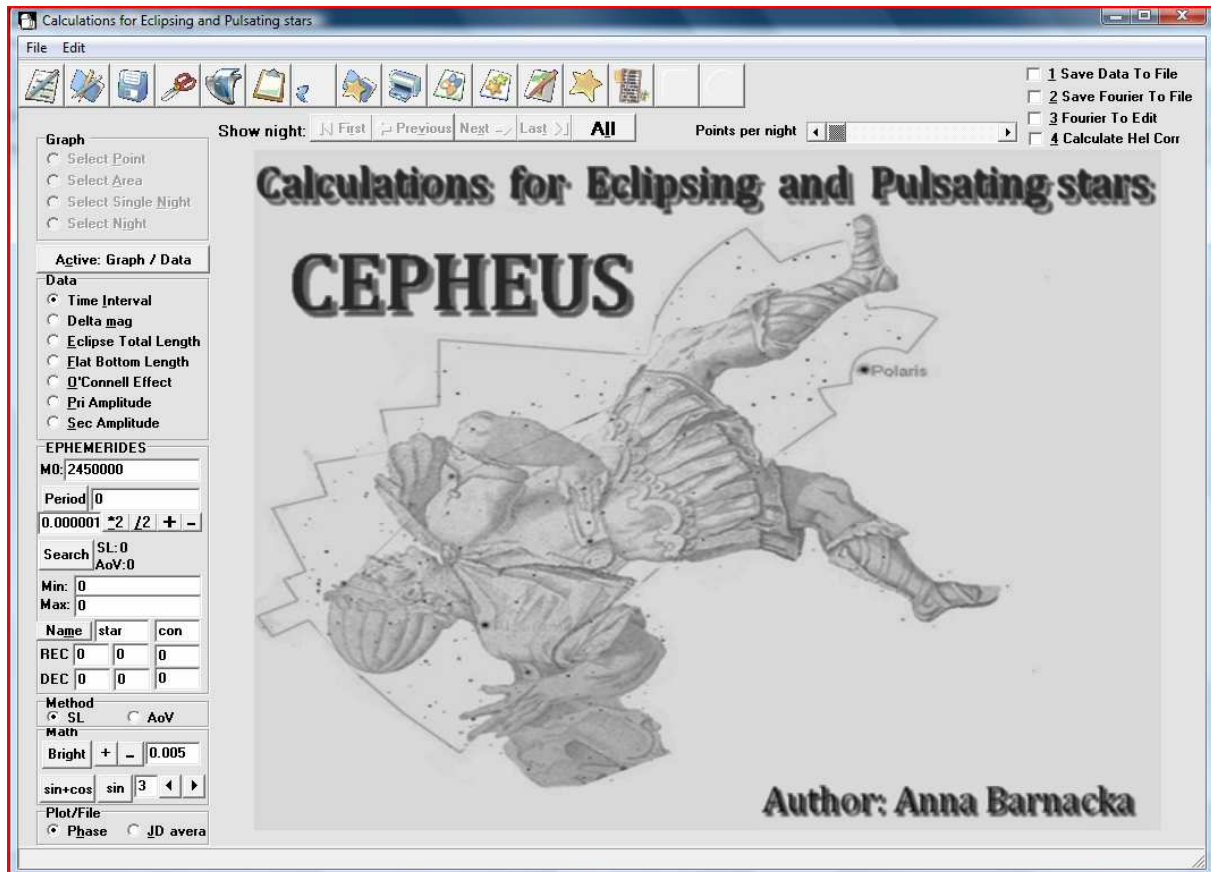 Calculations for Eclipsing and Pulsating stars
File Edit
1 Save Data To File
2 Save Fourier To File
3 Fourier To Edit
4 Calculate Hel Corr
Show night: First Previous Next Last All Points per night
Graph
Select Point
Select Area
Select Single Night
Select Night
Active: Graph / Data
Data
Time Interval
Delta mag
Eclipse Total Length
Flat Bottom Length
O'Connell Effect
Pri Amplitude
Sec Amplitude
EPHEMERIDES
M0: 2450000
Period 0
0.000001 *2 /2 + -
Search SL:0
AoV:0
Min: 0
Max: 0
Name star con
REC 0 0 0
DEC 0 0 0
Method
SL AoV
Math
Bright + - 0.005
sin+cos sin 3
Plot/File
Phase JD avera
Calculations for Eclipsing and Pulsating stars
CEPHEUS
Polaris
Author: Anna Barnacka